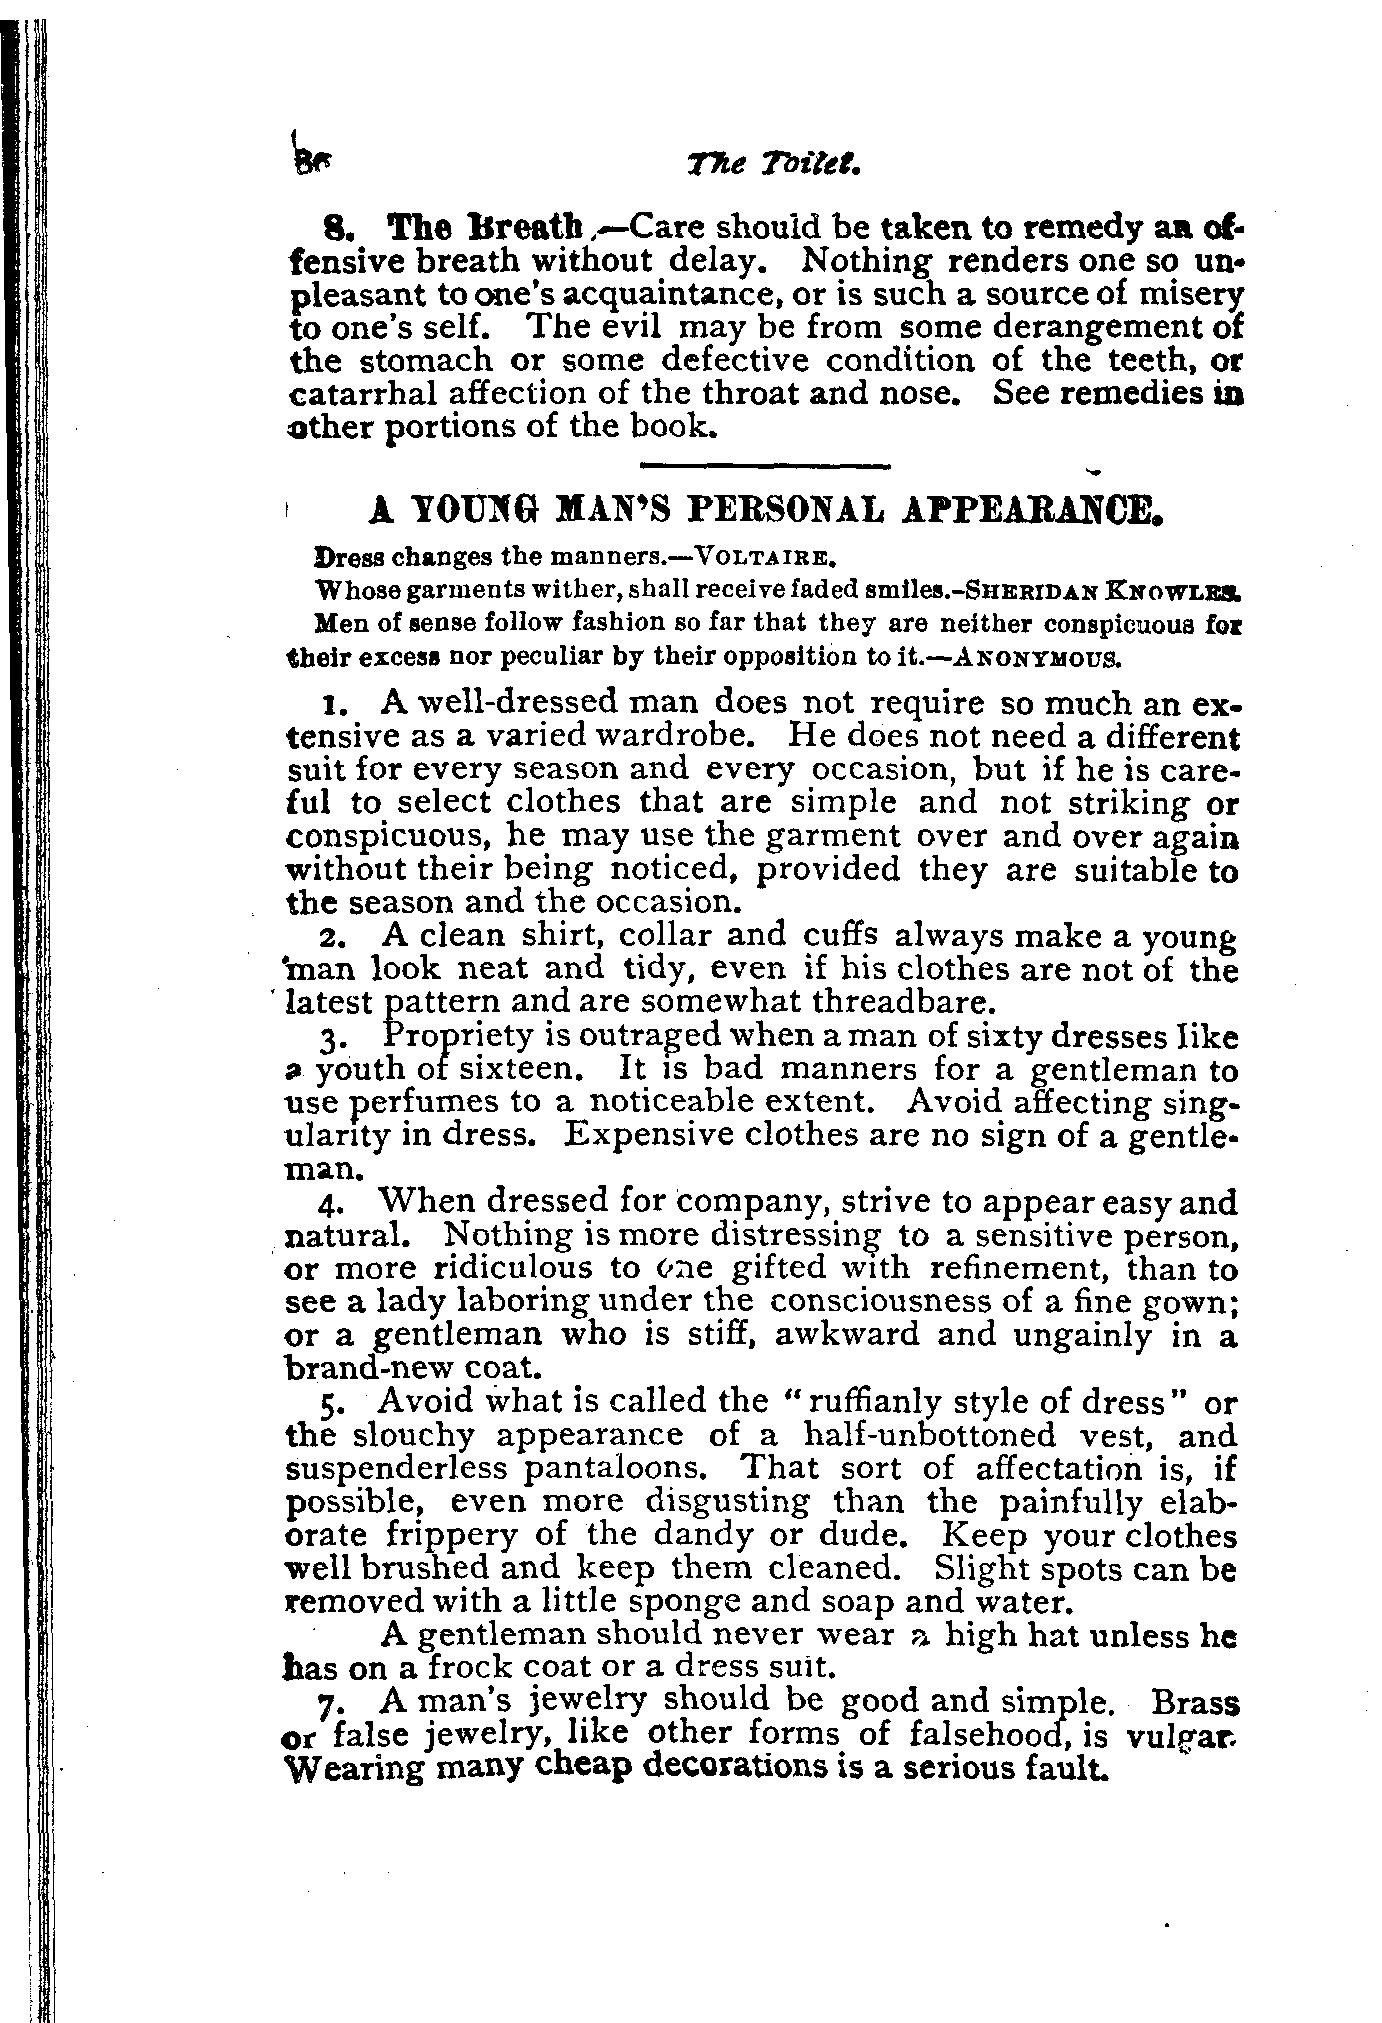 The Toilet.
8. The Breath.—Care should be taken to remedy an of-
fensive breath without delay. Nothing renders one so un-
pleasant to one's acquaintance, or is such a source of misery
to one's self. The evil may be from some derangement of
the stomach or some defective condition of the teeth, or
catarrhal affection of the throat and nose. See remedies in
other portions of the book.
A YOUNG MAN'S PERSONAL APPEARANCE.
Dress changes the manners.—VOLTAIRE.
Whose garments wither, shall receive faded smiles.-SHERIDAN KNOWLES.
Men of sense follow fashion so far that they are neither conspicuous for
their excess nor peculiar by their opposition to it.—ANONYMOUS.
1. A well-dressed man does not require so much an ex-
tensive as a varied wardrobe. He does not need a different
suit for every season and every occasion, but if he is care-
ful to select clothes that are simple and not striking or
conspicuous, he may use the garment over and over again
without their being noticed, provided they are suitable to
the season and the occasion.
2. A clean shirt, collar and cuffs always make a young
man look neat and tidy, even if his clothes are not of the
latest pattern and are somewhat threadbare.
3. Propriety is outraged when a man of sixty dresses like
a youth of sixteen. It is bad manners for a gentleman to
use perfumes to a noticeable extent. Avoid affecting sing-
ularity in dress. Expensive clothes are no sign of a gentle-
man.
4. When dressed for company, strive to appear easy and
natural. Nothing is more distressing to a sensitive person,
or more ridiculous to one gifted with refinement, than to
see a lady laboring under the consciousness of a fine gown;
or a gentleman who is stiff, awkward and ungainly in a
brand-new coat.
5. Avoid what is called the "ruffianly style of dress" or
the slouchy appearance of a half-unbottoned vest, and
suspenderless pantaloons. That sort of affectation is, if
possible, even more disgusting than the painfully elab-
orate frippery of the dandy or dude. Keep your clothes
well brushed and keep them cleaned. Slight spots can be
removed with a little sponge and soap and water.
A gentleman should never wear a high hat unless he
has on a frock coat or a dress suit.
7. A man's jewelry should be good and simple. Brass
or false jewelry, like other forms of falsehood, is vulgar.
Wearing many cheap decorations is a serious fault.